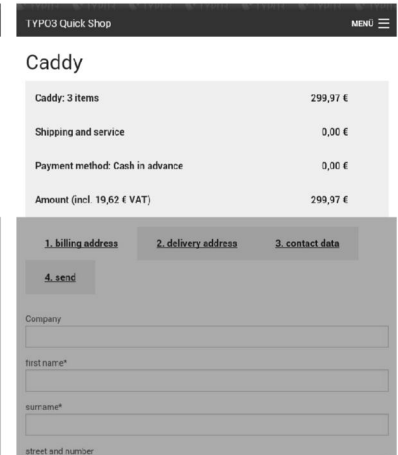 TYPO3 Quick Shop MENÜ
Caddy
Caddy: 3 items 299,97 €
Shipping and service 0,00 €
Payment method: Cash in advance 0,00 €
Amount (incl. 19,62 € VAT) 299,97 €
1. billing address 2. delivery address 3. contact data
4. send
Company
first name*
surname*
street and number